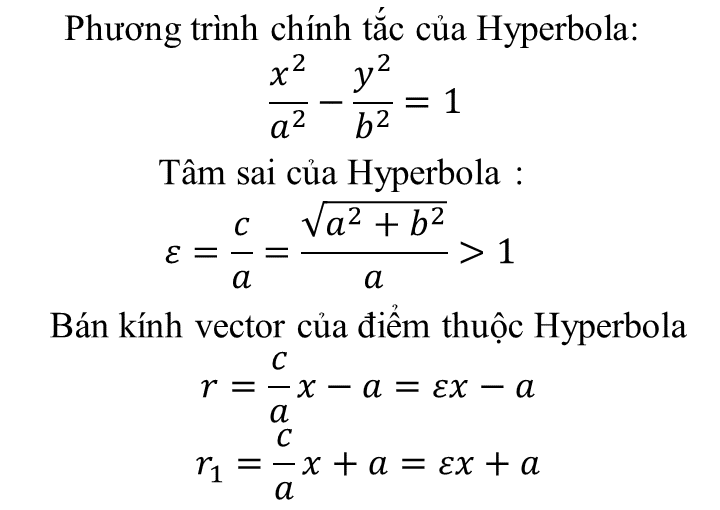 Phương trình chính tắc của Hyperbola:
x²/a² − y²/b² = 1
Tâm sai của Hyperbola :
ε = c/a = √(a² + b²)/a > 1
Bán kính vector của điểm thuộc Hyperbola
r = c/a x − a = εx − a
r₁ = c/a x + a = εx + a